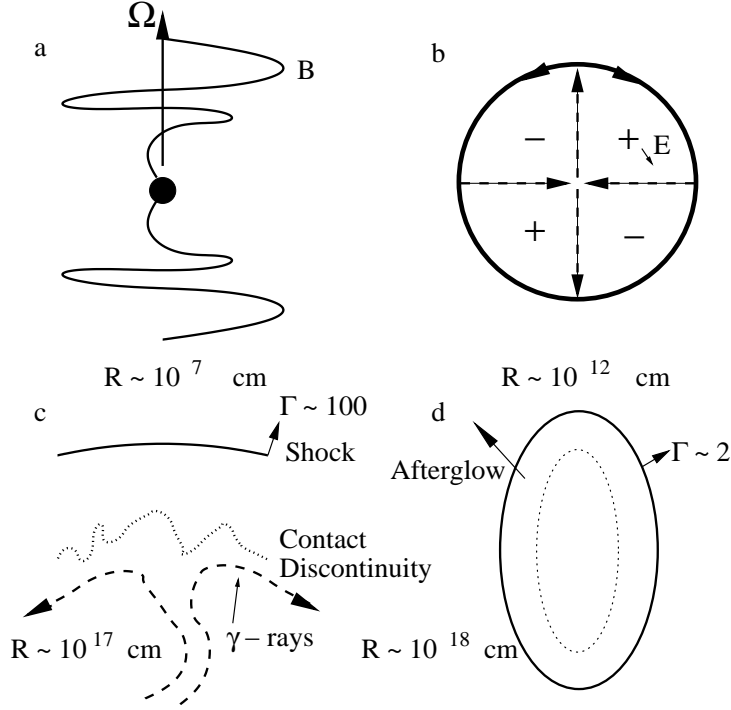 a
Ω
B
R ~ 10 7 cm
b
− +
E
+ −
R ~ 10 12 cm
c
Γ ~ 100
Shock
Contact
Discontinuity
γ − rays
R ~ 10 17 cm
d
Afterglow
Γ ~ 2
R ~ 10 18 cm